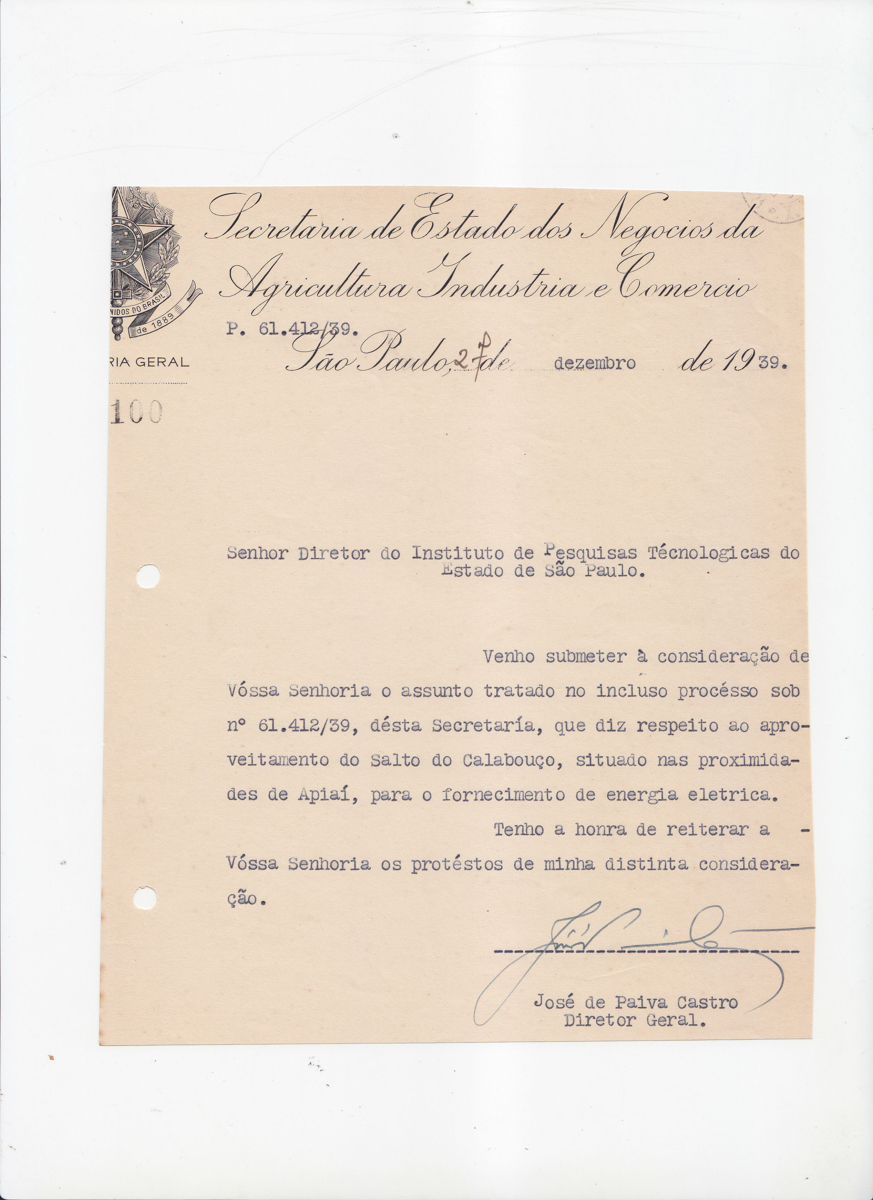 Secretaria de Estado dos Negocios da
Agricultura Industria e Comercio
NIDOS DO BRASIL
de 1889
P. 61.412/39.
São Paulo, 27 de dezembro de 1939.
RIA GERAL
100
Senhor Diretor do Instituto de Pesquisas Técnologicas do
Estado de São Paulo.
Venho submeter à consideração de
Vóssa Senhoria o assunto tratado no incluso procésso sob
nº 61.412/39, désta Secretaría, que diz respeito ao apro-
veitamento do Salto do Calabouço, situado nas proximida-
des de Apiaí, para o fornecimento de energia eletrica.
Tenho a honra de reiterar a -
Vóssa Senhoria os protéstos de minha distinta considera-
ção.
José de Paiva Castro
Diretor Geral.